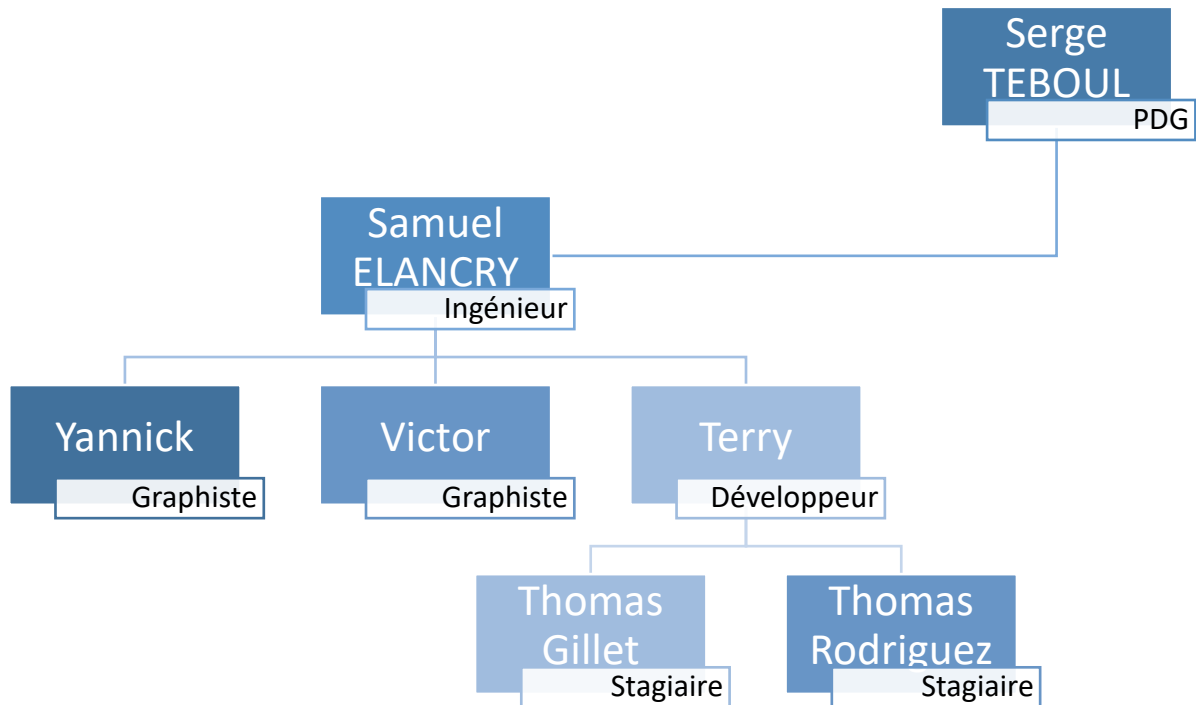 Serge
TEBOUL
PDG
Samuel
ELANCRY
Ingénieur
Yannick
Graphiste
Victor
Graphiste
Terry
Développeur
Thomas
Gillet
Stagiaire
Thomas
Rodriguez
Stagiaire